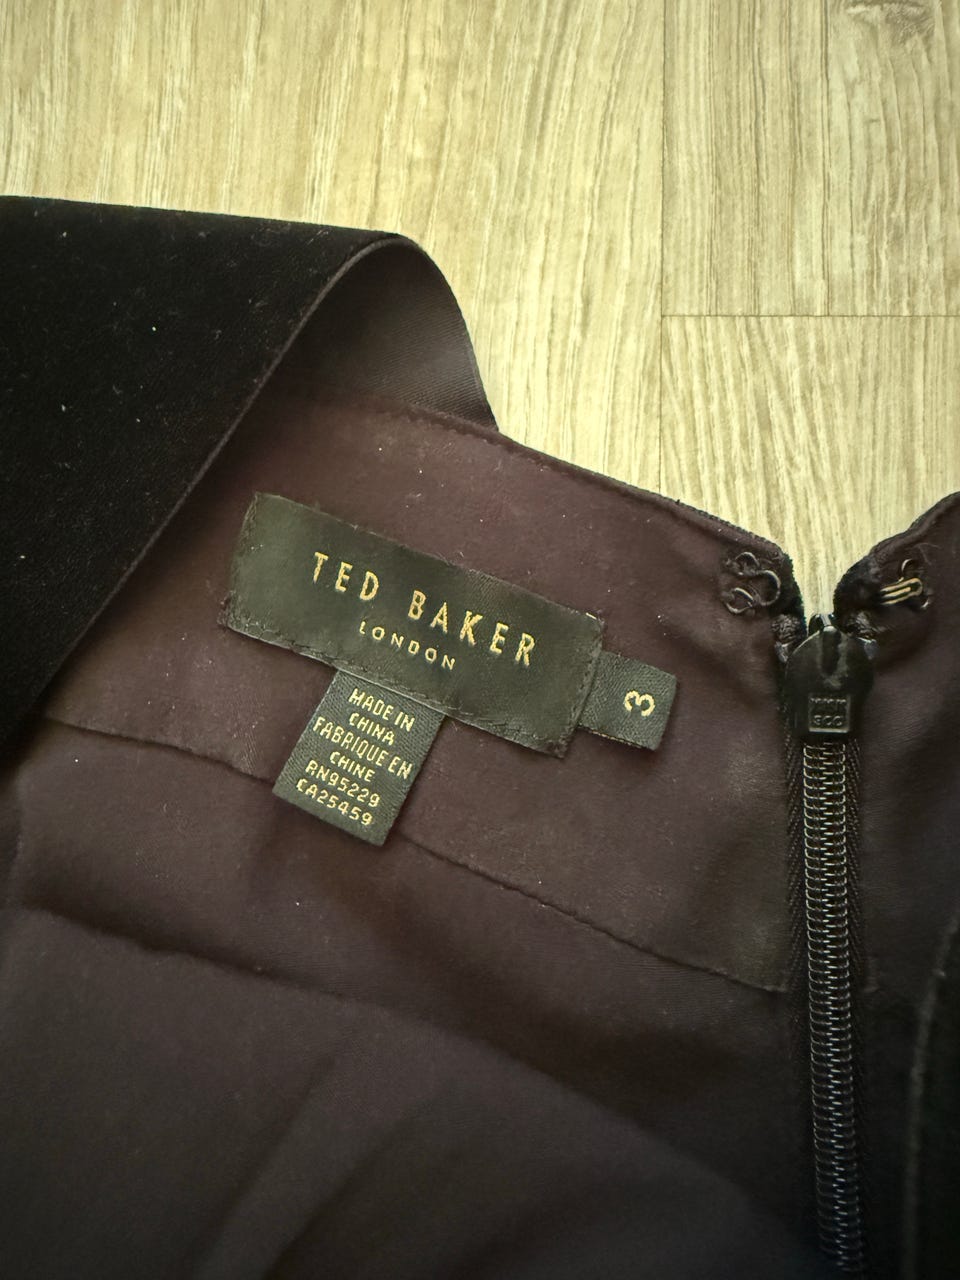 TED BAKER
LONDON
3
MADE IN
CHINA
FABRIQUE EN
CHINE
RN95229
CA25459